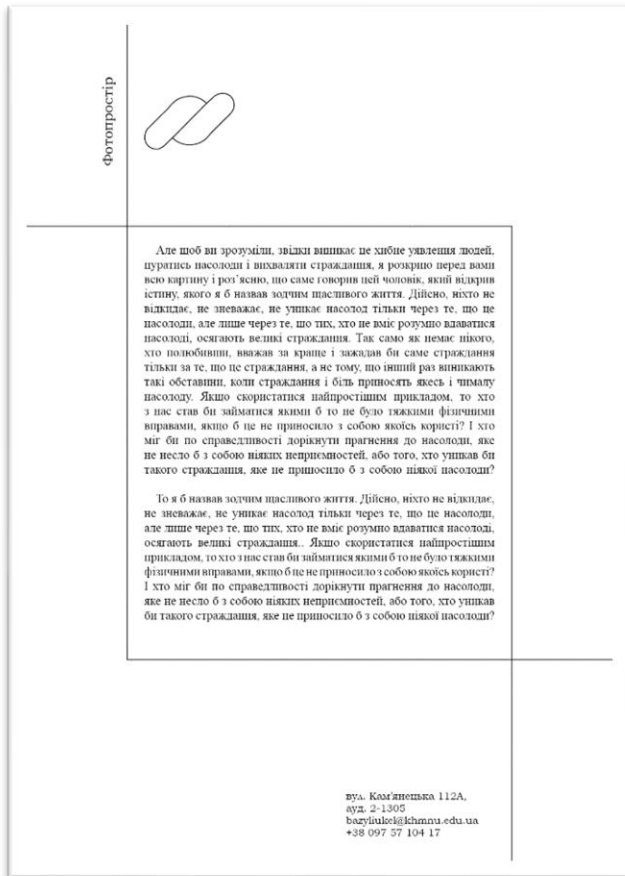 Фотопростір
Але щоб ви зрозуміли, звідки виникає це хибне уявлення людей,
цуратись насолоди і вихваляти страждання, я розкрию перед вами
всю картину і роз’ясню, що саме говорив цей чоловік, який відкрив
істину, якого я б назвав зодчим щасливого життя. Дійсно, ніхто не
відкидає, не зневажає, не уникає насолод тільки через те, що це
насолоди, але лише через те, що тих, хто не вміє розумно вдаватися
насолоді, осягають великі страждання. Так само як немає нікого,
хто полюбивши, вважав за краще і зажадав би саме страждання
тільки за те, що це страждання, а не тому, що інший раз виникають
такі обставини, коли страждання і біль приносять якесь і чималу
насолоду. Якщо скористатися найпростішим прикладом, то хто
з нас став би займатися якими б то не було тяжкими фізичними
вправами, якщо б це не приносило з собою якоїсь користі? І хто
міг би по справедливості дорікнути прагнення до насолоди, яке
не несло б з собою ніяких неприємностей, або того, хто уникав би
такого страждання, яке не приносило б з собою ніякої насолоди?
То я б назвав зодчим щасливого життя. Дійсно, ніхто не відкидає,
не зневажає, не уникає насолод тільки через те, що це насолоди,
але лише через те, що тих, хто не вміє розумно вдаватися насолоді,
осягають великі страждання.. Якщо скористатися найпростішим
прикладом, то хто з нас став би займатися якими б то не було тяжкими
фізичними вправами, якщо б це не приносило з собою якоїсь користі?
І хто міг би по справедливості дорікнути прагнення до насолоди,
яке не несло б з собою ніяких неприємностей, або того, хто уникав
би такого страждання, яке не приносило б з собою ніякої насолоди?
вул. Кам'янецька 112А,
ауд. 2-1305
bazyliukel@khmnu.edu.ua
+38 097 57 104 17